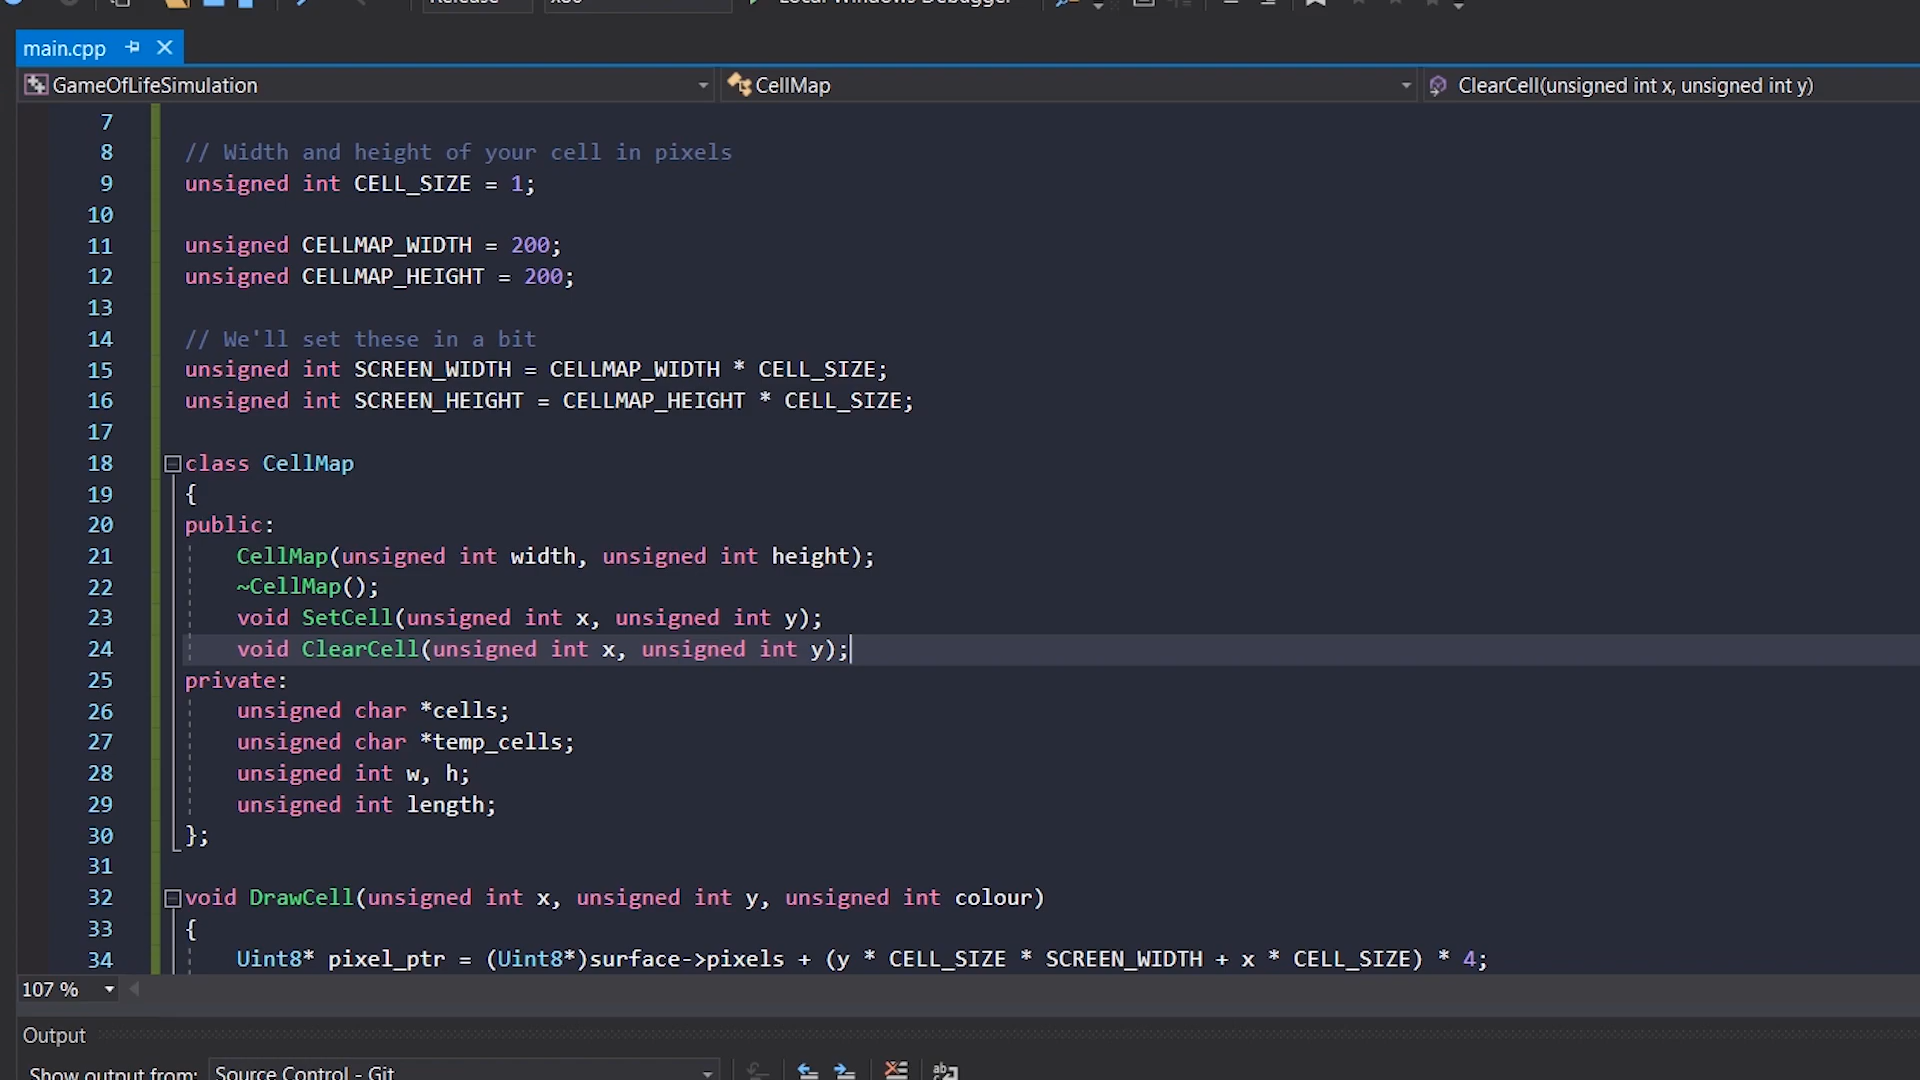 main.cpp
GameOfLifeSimulation CellMap ClearCell(unsigned int x, unsigned int y)
7
8 // Width and height of your cell in pixels
9 unsigned int CELL_SIZE = 1;
10
11 unsigned CELLMAP_WIDTH = 200;
12 unsigned CELLMAP_HEIGHT = 200;
13
14 // We'll set these in a bit
15 unsigned int SCREEN_WIDTH = CELLMAP_WIDTH * CELL_SIZE;
16 unsigned int SCREEN_HEIGHT = CELLMAP_HEIGHT * CELL_SIZE;
17
18 class CellMap
19 {
20 public:
21 CellMap(unsigned int width, unsigned int height);
22 ~CellMap();
23 void SetCell(unsigned int x, unsigned int y);
24 void ClearCell(unsigned int x, unsigned int y);
25 private:
26 unsigned char *cells;
27 unsigned char *temp_cells;
28 unsigned int w, h;
29 unsigned int length;
30 };
31
32 void DrawCell(unsigned int x, unsigned int y, unsigned int colour)
33 {
34 Uint8* pixel_ptr = (Uint8*)surface->pixels + (y * CELL_SIZE * SCREEN_WIDTH + x * CELL_SIZE) * 4;
107 %
Output
Show output from: Source Control - Git